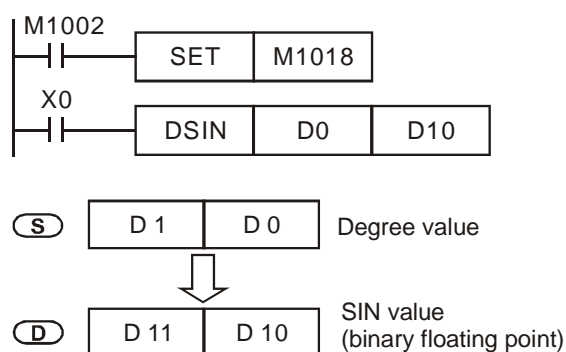 M1002
SET M1018
X0
DSIN D0 D10
S D 1 D 0 Degree value
D D 11 D 10 SIN value
(binary floating point)